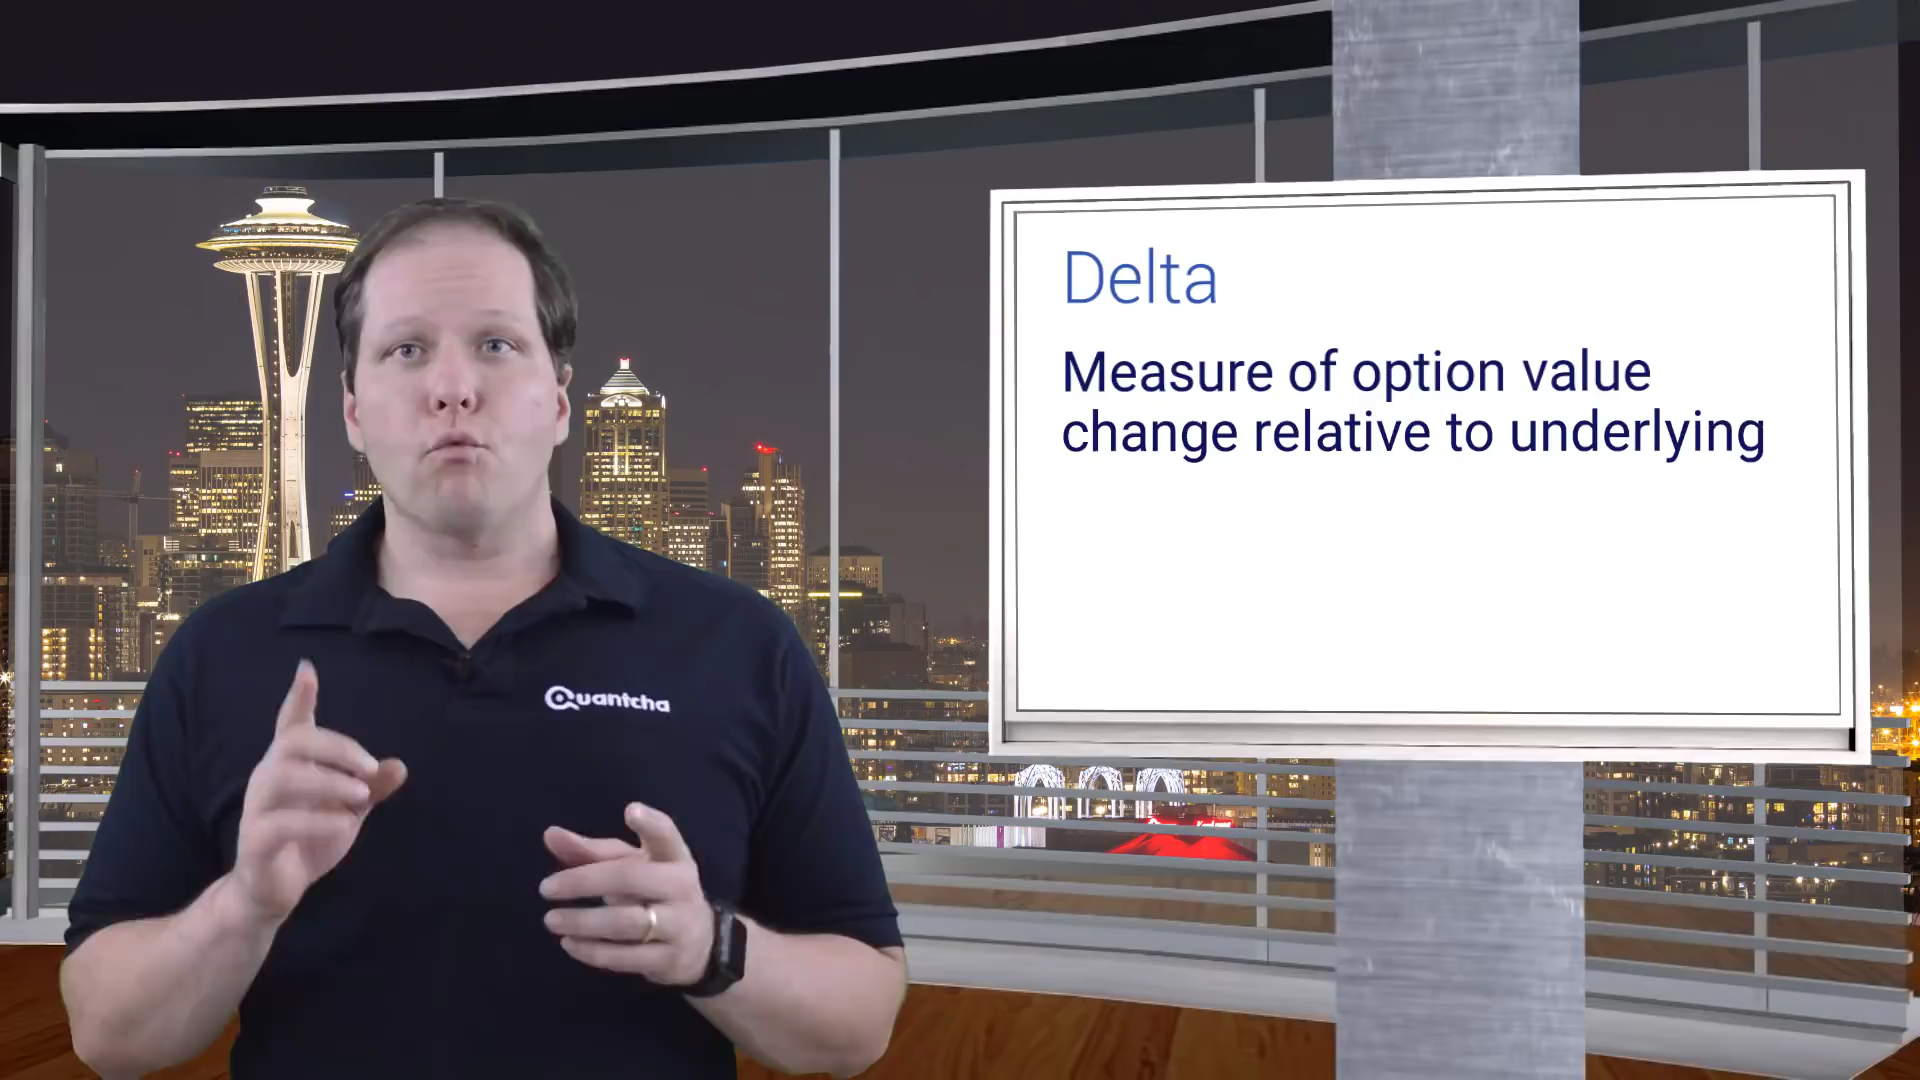 Delta
Measure of option value
change relative to underlying
Quantcha